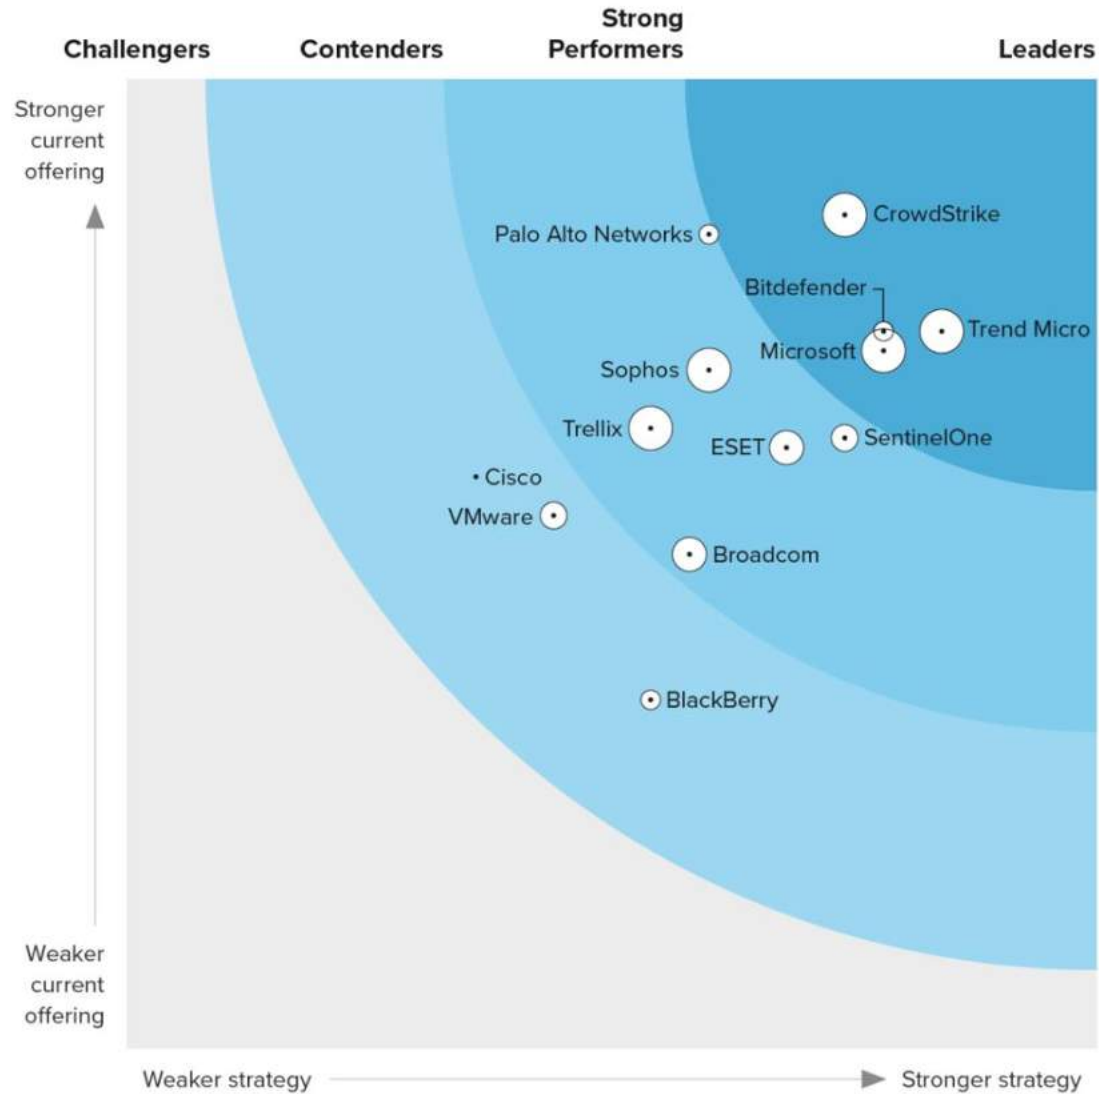 Strong
Challengers Contenders Performers Leaders
Stronger
current
offering
CrowdStrike
Palo Alto Networks
Bitdefender
Trend Micro
Microsoft
Sophos
Trellix
SentinelOne
ESET
Cisco
VMware
Broadcom
BlackBerry
Weaker
current
offering
Weaker strategy Stronger strategy